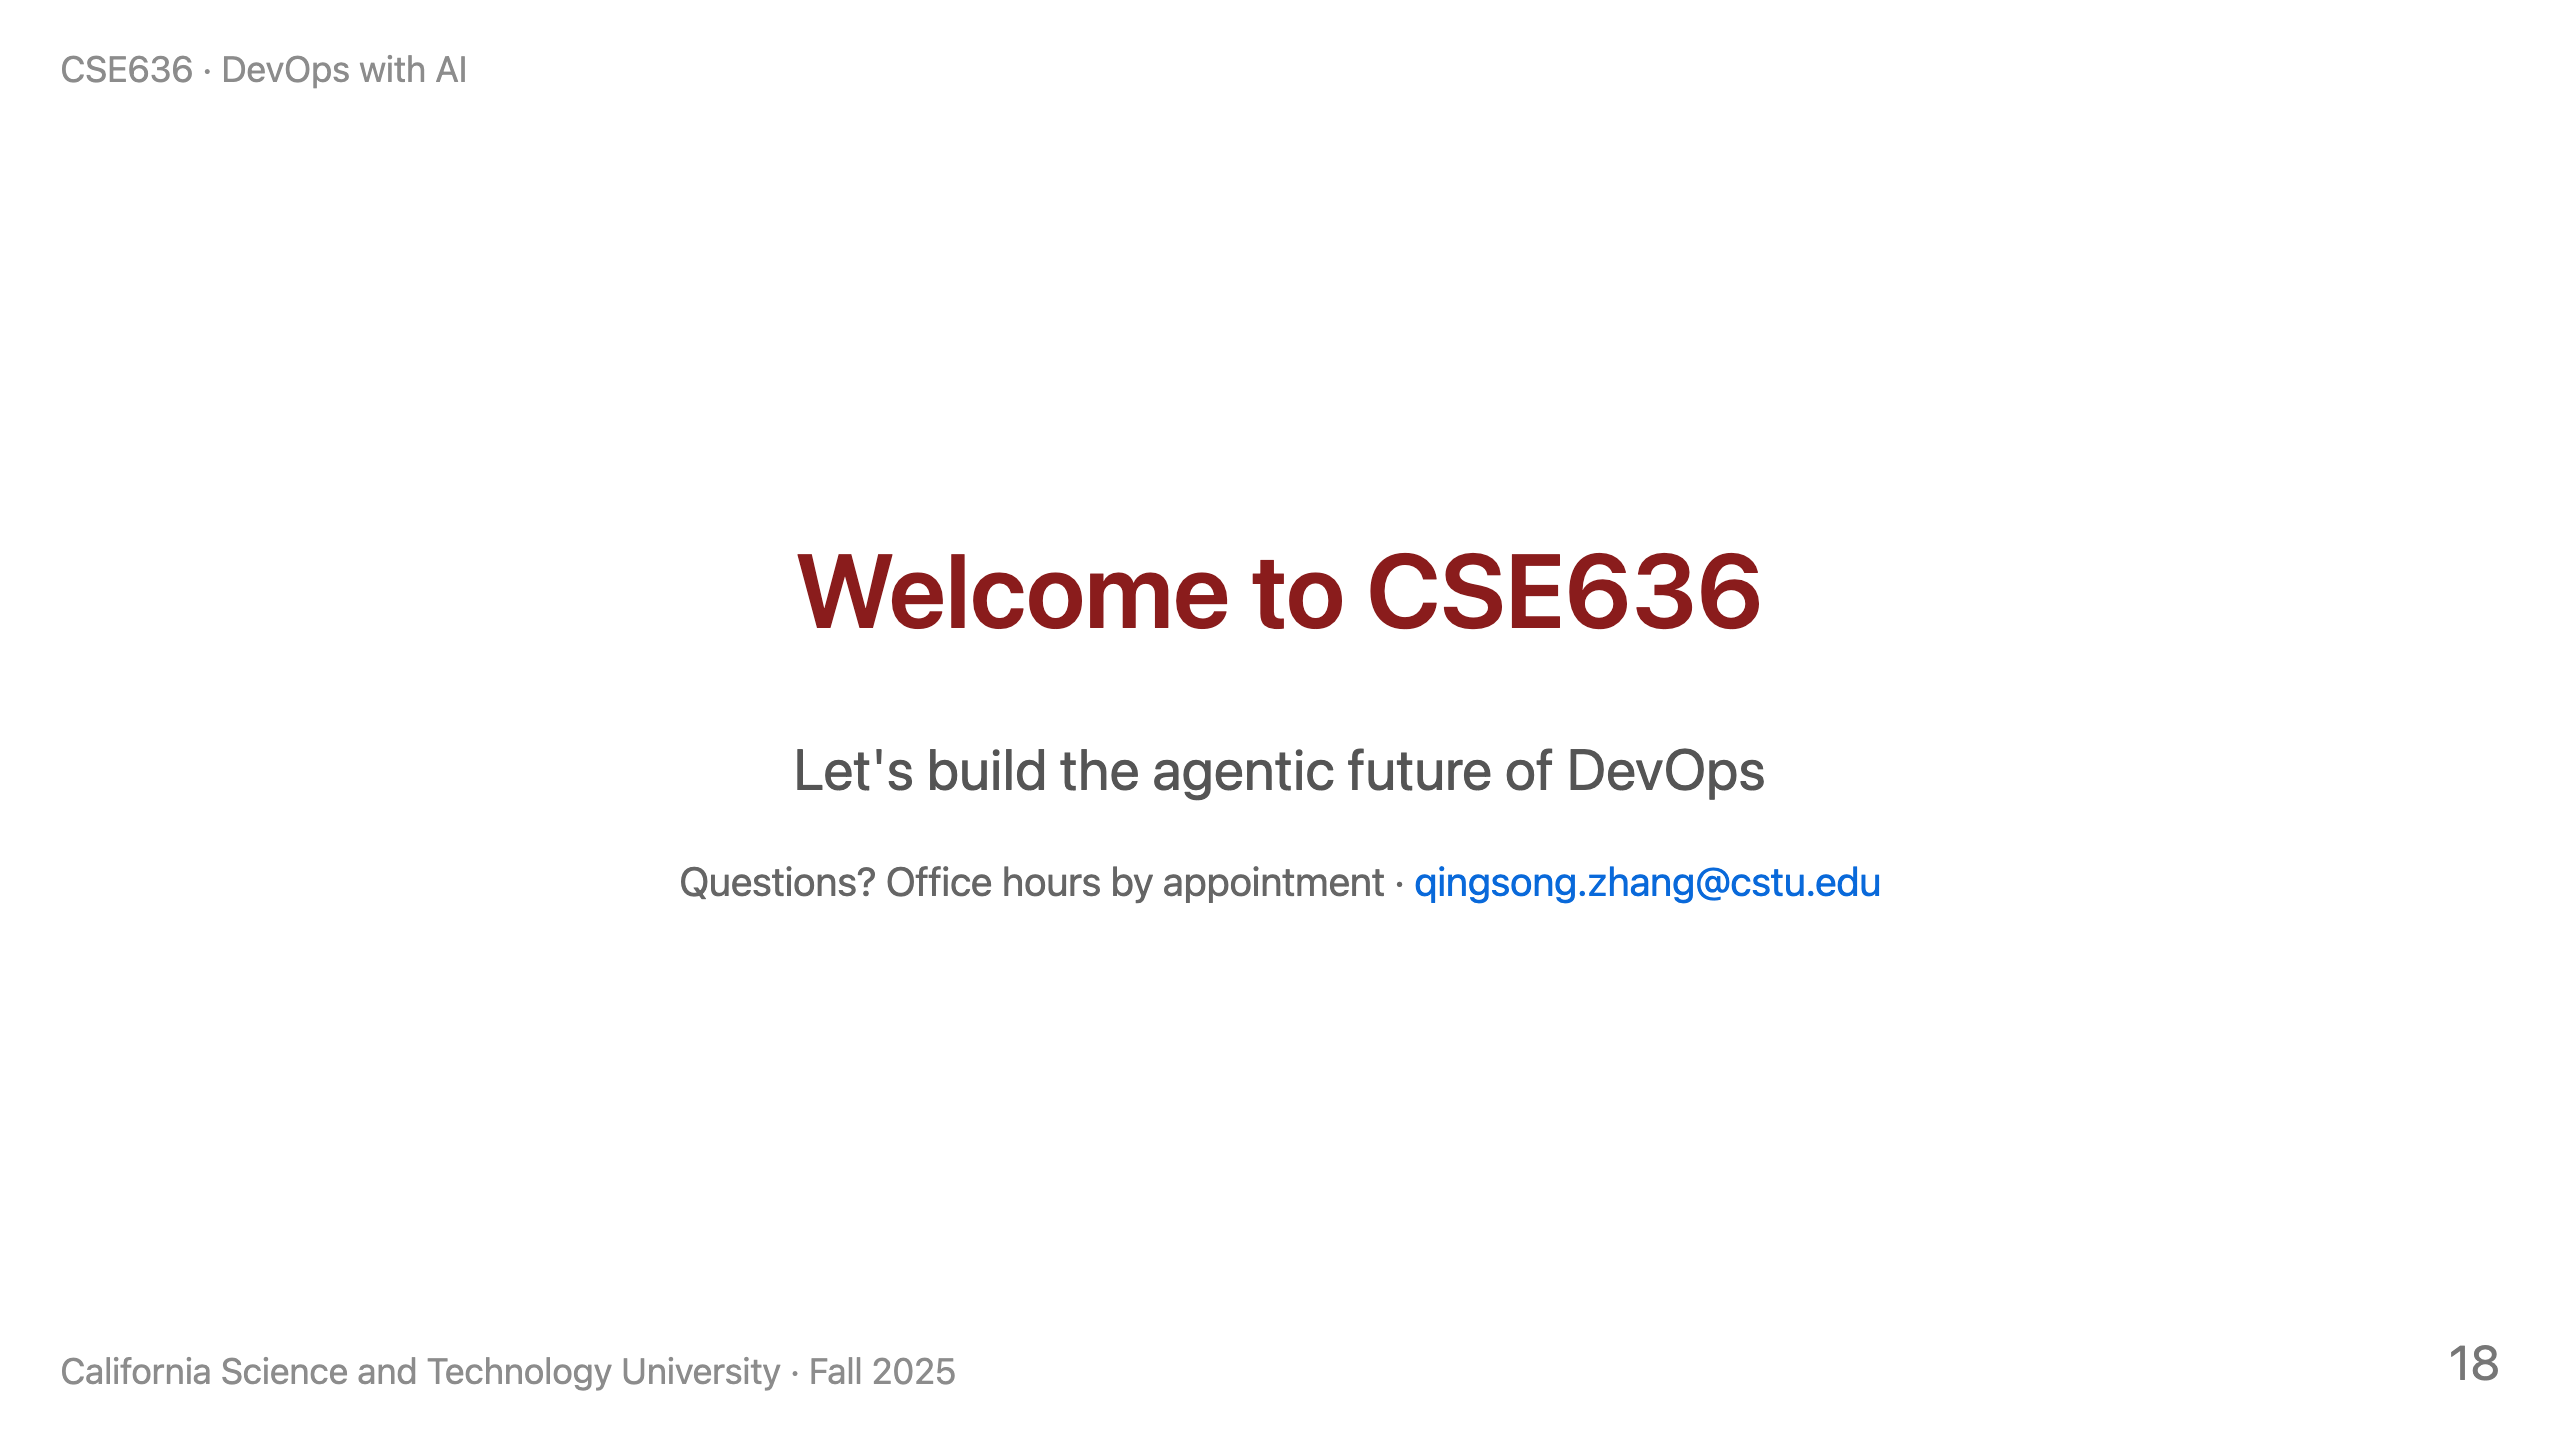 CSE636 · DevOps with AI
Welcome to CSE636
Let's build the agentic future of DevOps
Questions? Office hours by appointment · qingsong.zhang@cstu.edu
California Science and Technology University · Fall 2025
18